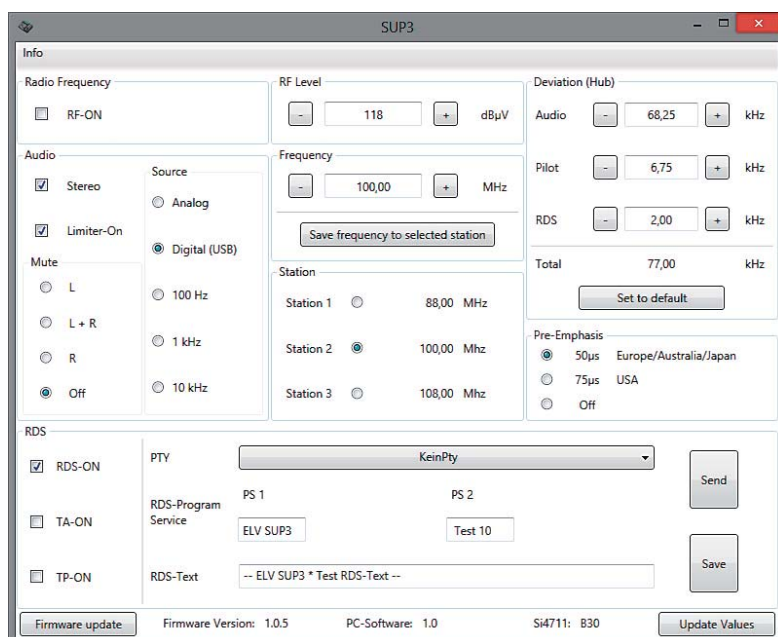 SUP3
Info
Radio Frequency
RF-ON
RF Level
- 118 + dBµV
Deviation (Hub)
Audio - 68,25 + kHz
Pilot - 6,75 + kHz
RDS - 2,00 + kHz
Total 77,00 kHz
Set to default
Audio
Stereo
Limiter-On
Mute
L
L + R
R
Off
Source
Analog
Digital (USB)
100 Hz
1 kHz
10 kHz
Frequency
- 100,00 + MHz
Save frequency to selected station
Station
Station 1 88,00 MHz
Station 2 100,00 Mhz
Station 3 108,00 Mhz
Pre-Emphasis
50µs Europe/Australia/Japan
75µs USA
Off
RDS
RDS-ON
TA-ON
TP-ON
PTY KeinPty
RDS-Program
Service
PS 1 PS 2
ELV SUP3 Test 10
RDS-Text -- ELV SUP3 * Test RDS-Text --
Send
Save
Firmware update Firmware Version: 1.0.5 PC-Software: 1.0 Si4711: B30 Update Values